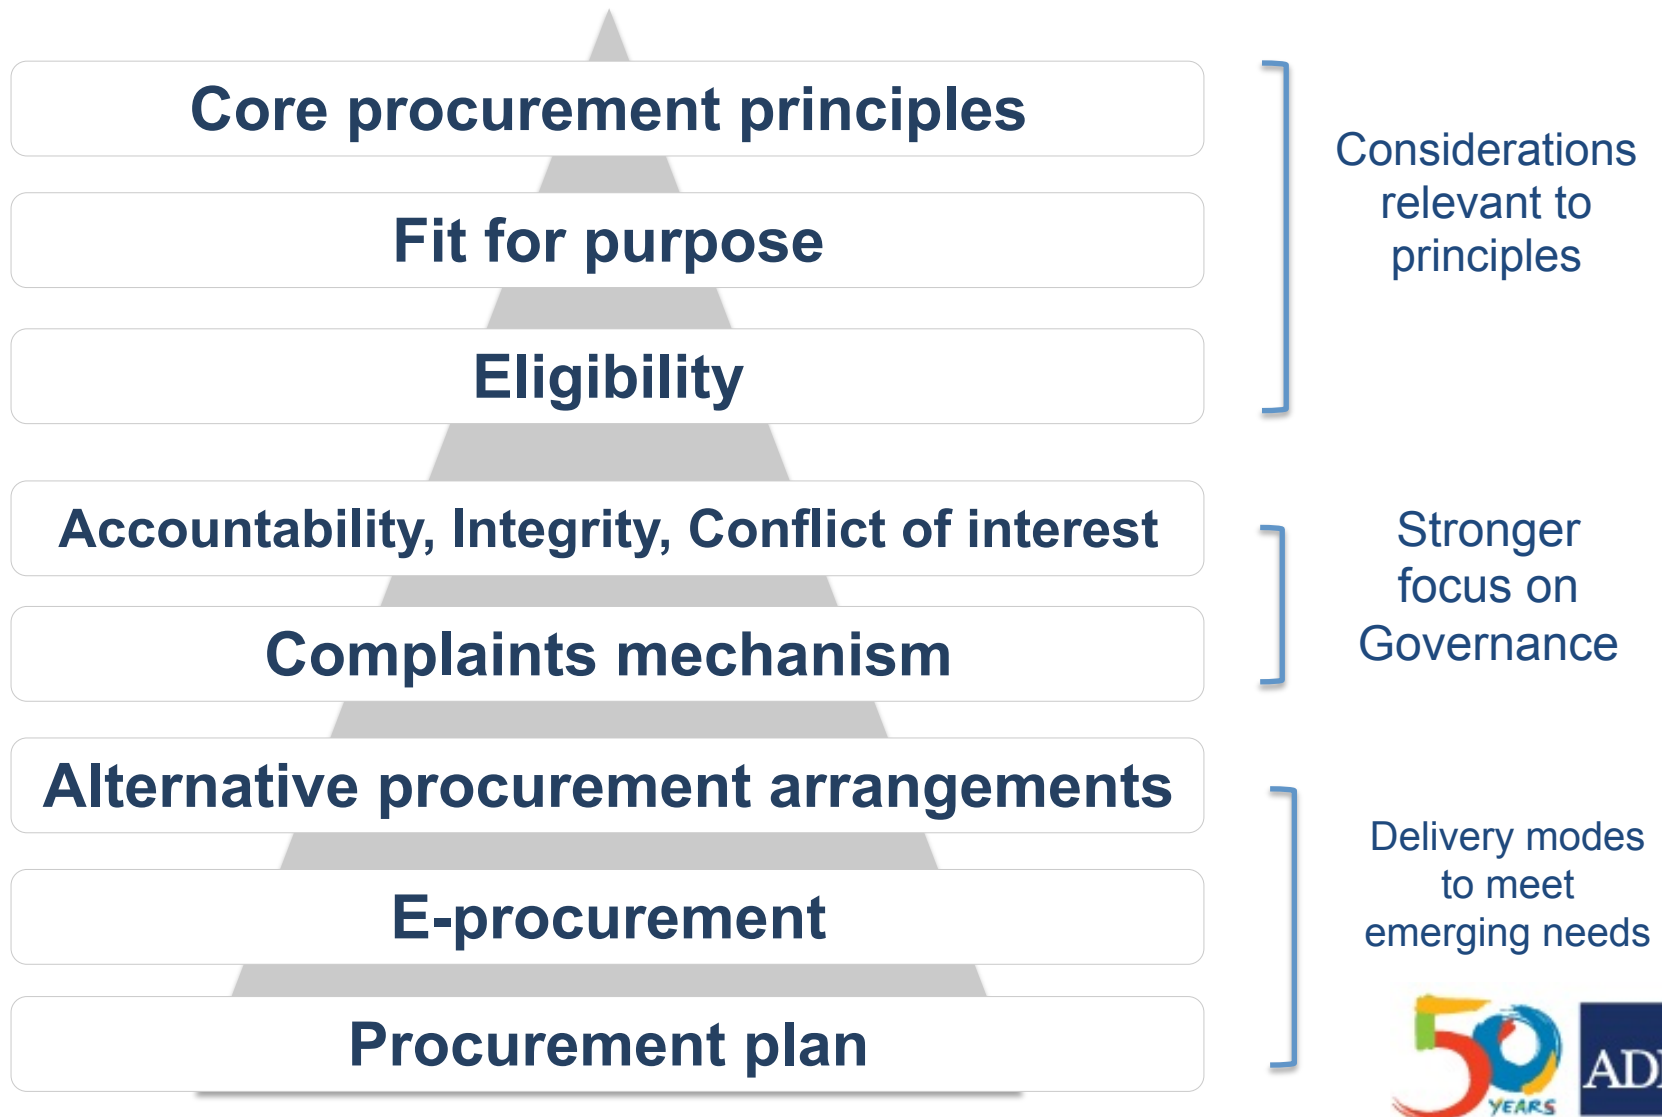 Core procurement principles
Fit for purpose
Eligibility
Considerations
relevant to
principles
Accountability, Integrity, Conflict of interest
Complaints mechanism
Stronger
focus on
Governance
Alternative procurement arrangements
E-procurement
Procurement plan
Delivery modes
to meet
emerging needs
50
YEARS
AD